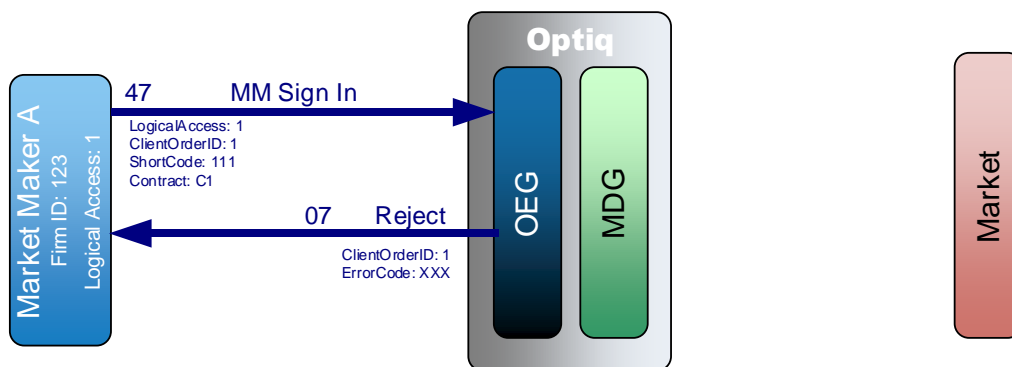 Optiq
47 MM Sign In
LogicalAccess: 1
ClientOrderID: 1
ShortCode: 111
Contract: C1
07 Reject
ClientOrderID: 1
ErrorCode: XXX
Market Maker A
Firm ID: 123
Logical Access: 1
OEG
MDG
Market